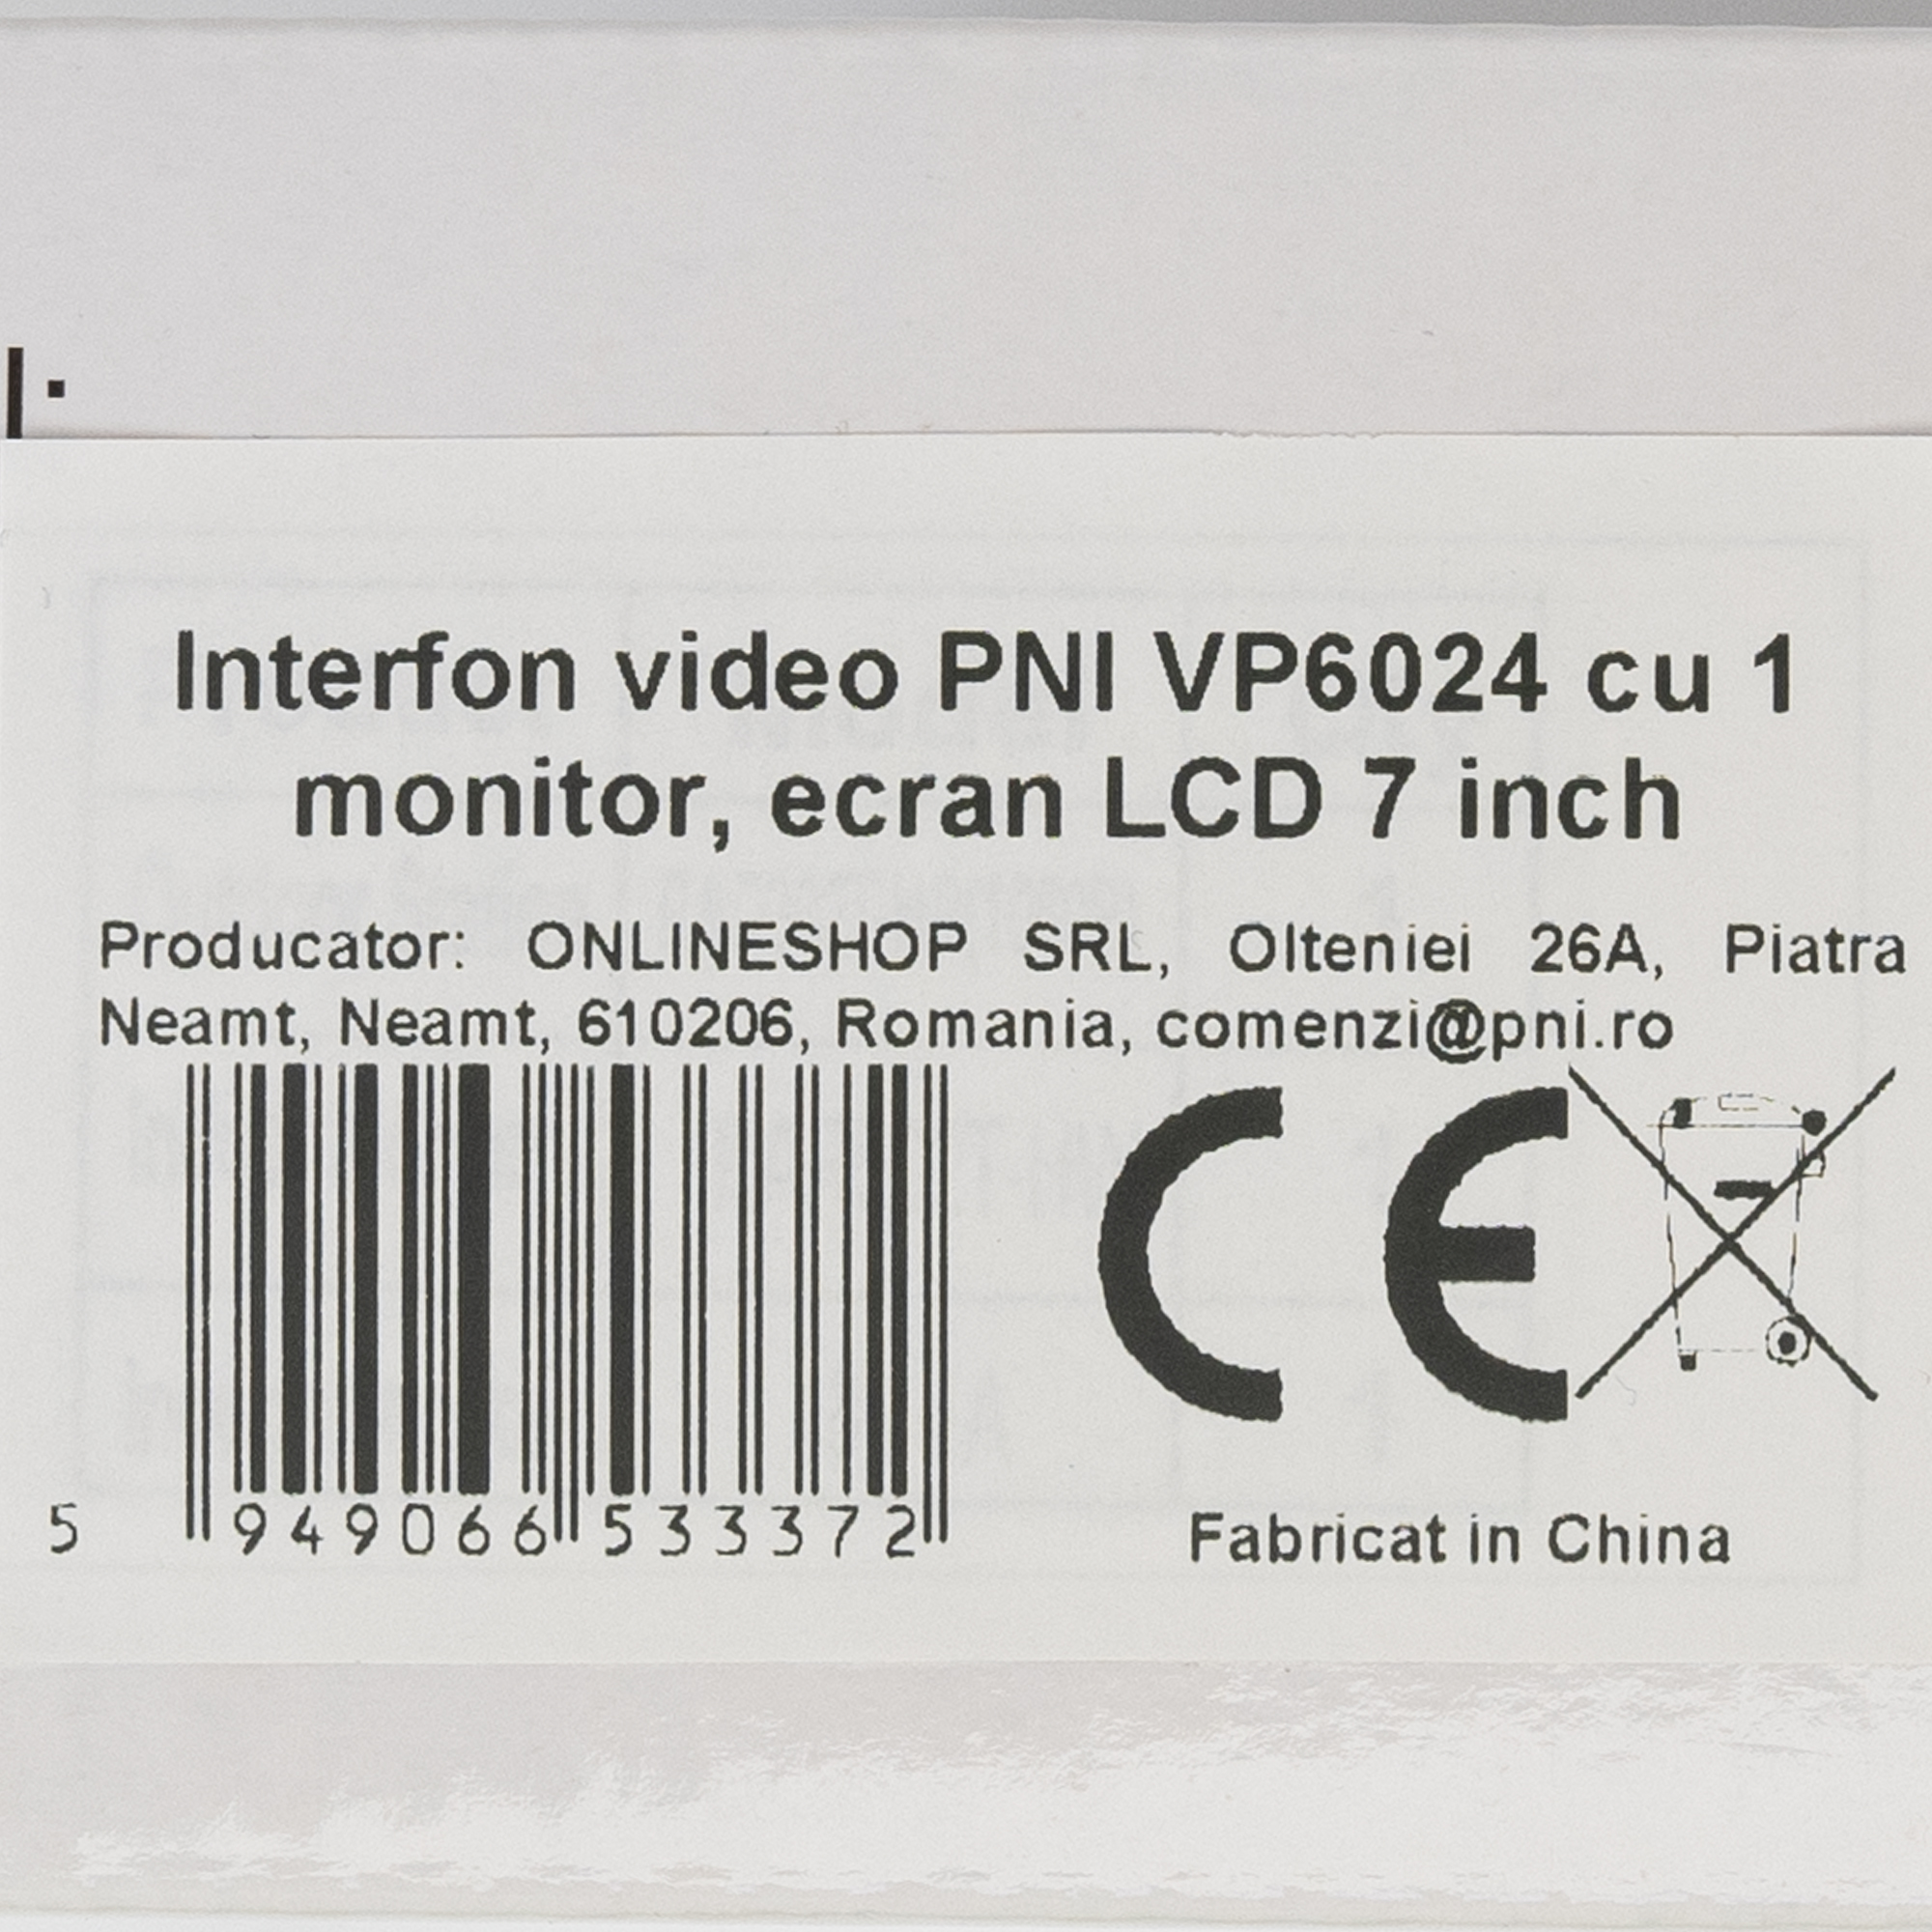 Interfon video PNI VP6024 cu 1
monitor, ecran LCD 7 inch
Producator: ONLINESHOP SRL, Olteniei 26A, Piatra
Neamt, Neamt, 610206, Romania, comenzi@pni.ro
CE
5 949066 533372
Fabricat in China